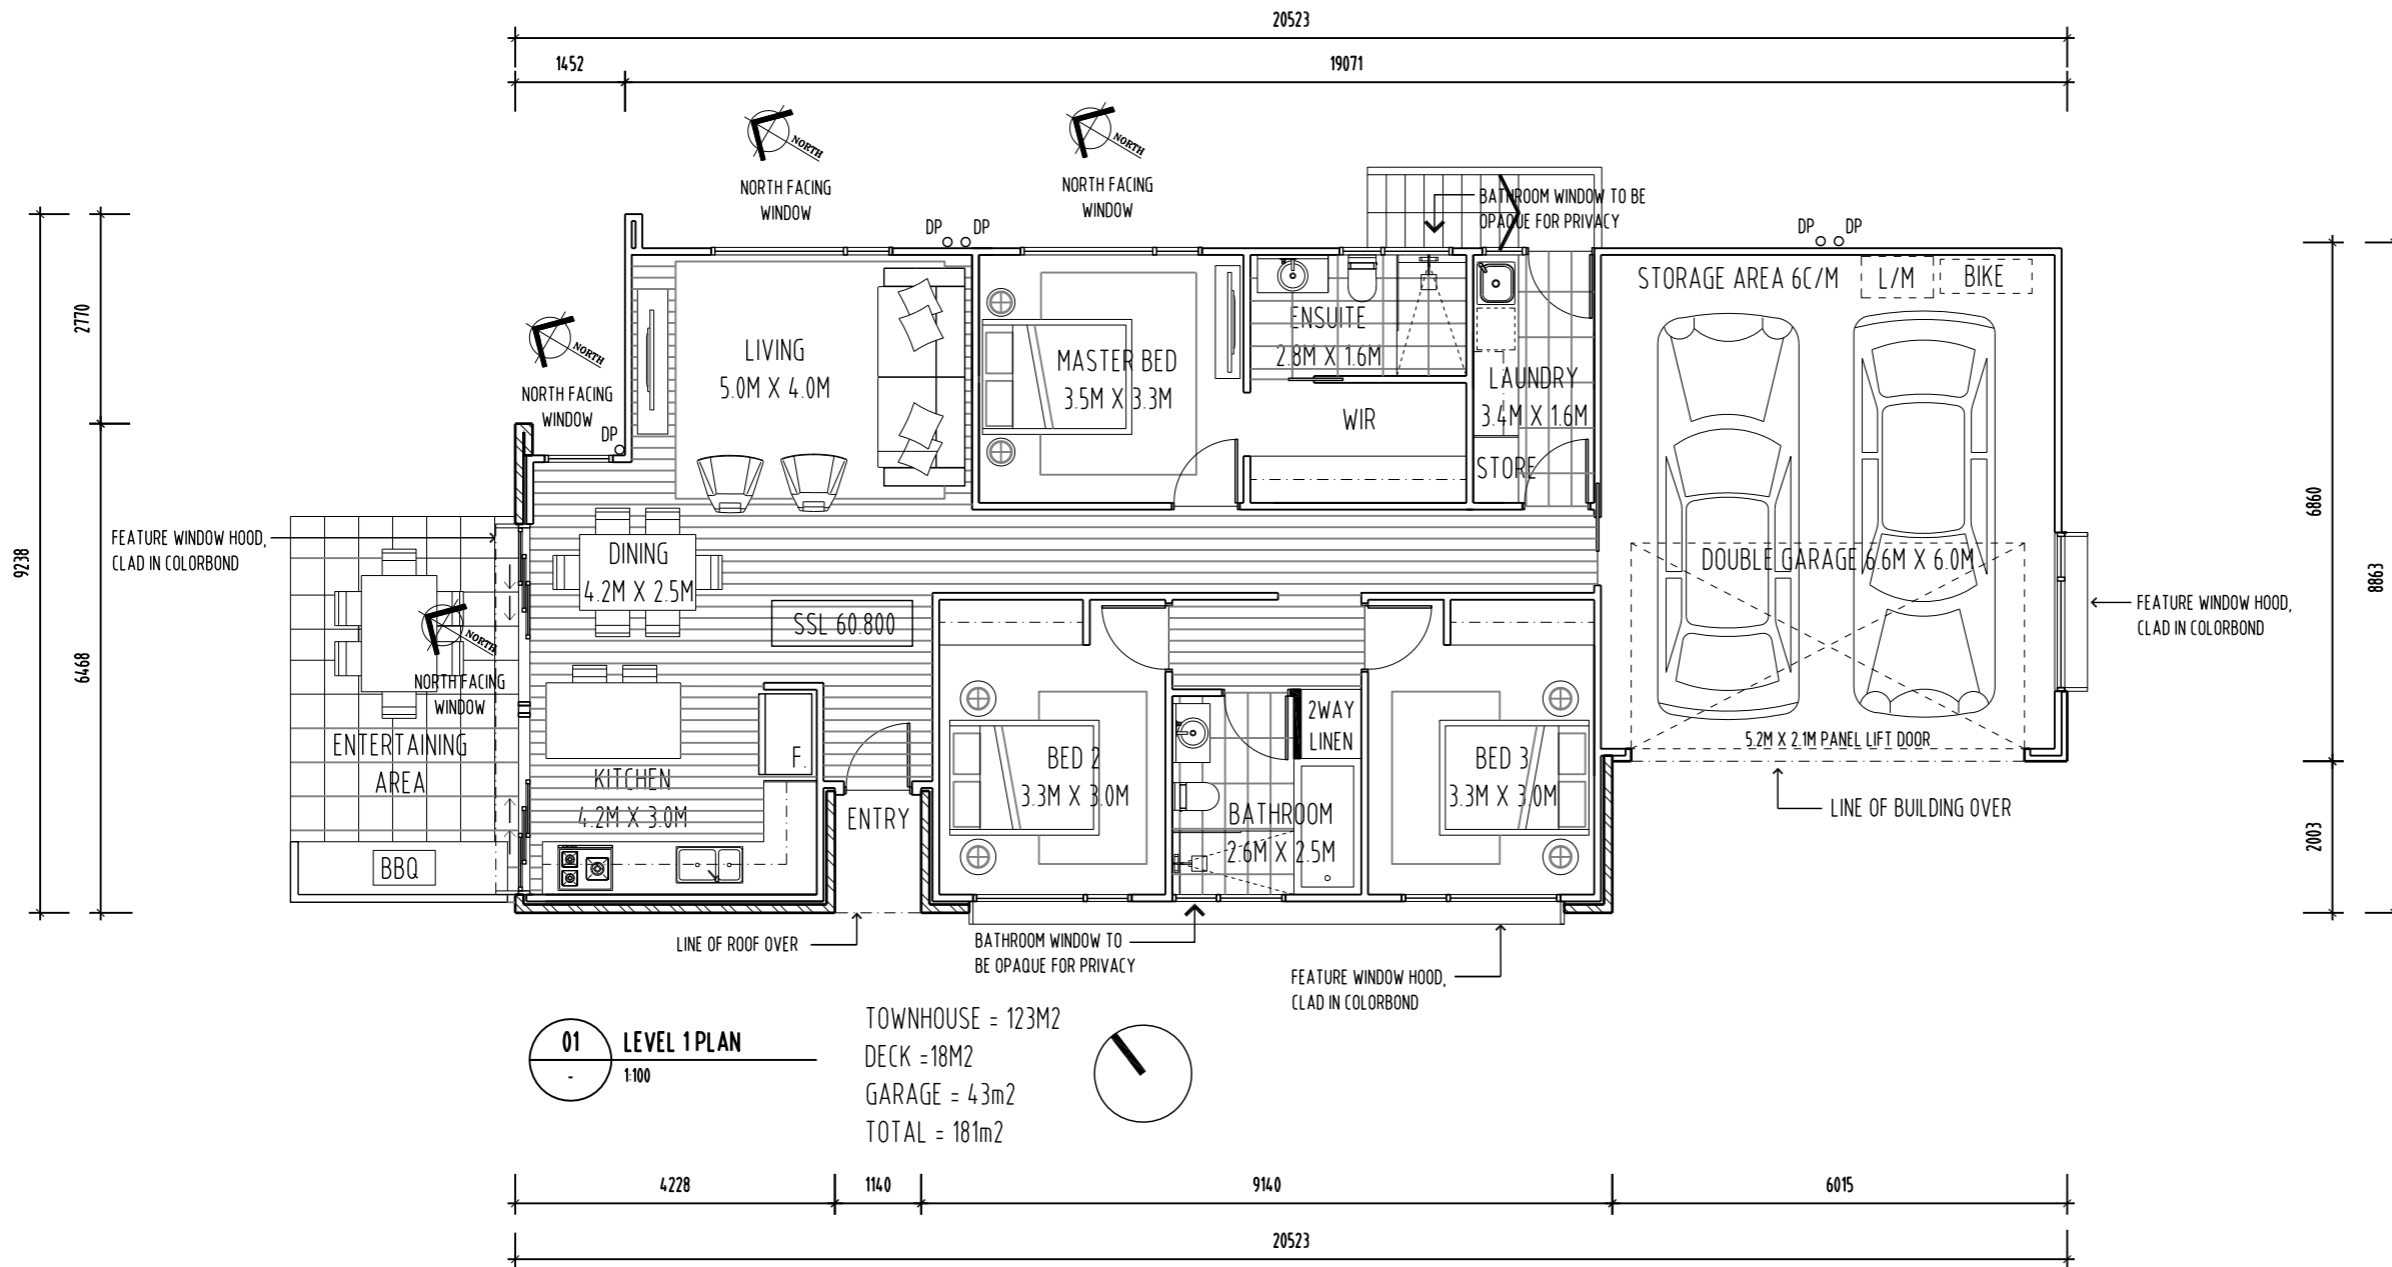 20523
1452
19071
NORTH
NORTH FACING
WINDOW
NORTH
NORTH FACING
WINDOW
BATHROOM WINDOW TO BE
OPAQUE FOR PRIVACY
DP DP
DP DP
2770
6468
9238
NORTH
NORTH FACING
WINDOW
DP
LIVING
5.0M X 4.0M
MASTER BED
3.5M X 3.3M
ENSUITE
2.8M X 1.6M
WIR
LAUNDRY
3.4M X 1.6M
STORE
STORAGE AREA 6C/M
L/M
BIKE
6860
8863
2003
FEATURE WINDOW HOOD,
CLAD IN COLORBOND
DINING
4.2M X 2.5M
SSL 60.800
DOUBLE GARAGE 6.6M X 6.0M
FEATURE WINDOW HOOD,
CLAD IN COLORBOND
NORTH
NORTH FACING
WINDOW
ENTERTAINING
AREA
BBQ
KITCHEN
4.2M X 3.0M
F.
ENTRY
BED 2
3.3M X 3.0M
2WAY
LINEN
BATHROOM
2.6M X 2.5M
BED 3
3.3M X 3.0M
5.2M X 2.1M PANEL LIFT DOOR
LINE OF BUILDING OVER
LINE OF ROOF OVER
BATHROOM WINDOW TO
BE OPAQUE FOR PRIVACY
FEATURE WINDOW HOOD,
CLAD IN COLORBOND
01
-
LEVEL 1 PLAN
1:100
TOWNHOUSE = 123M2
DECK =18M2
GARAGE = 43m2
TOTAL = 181m2
4228
1140
9140
6015
20523